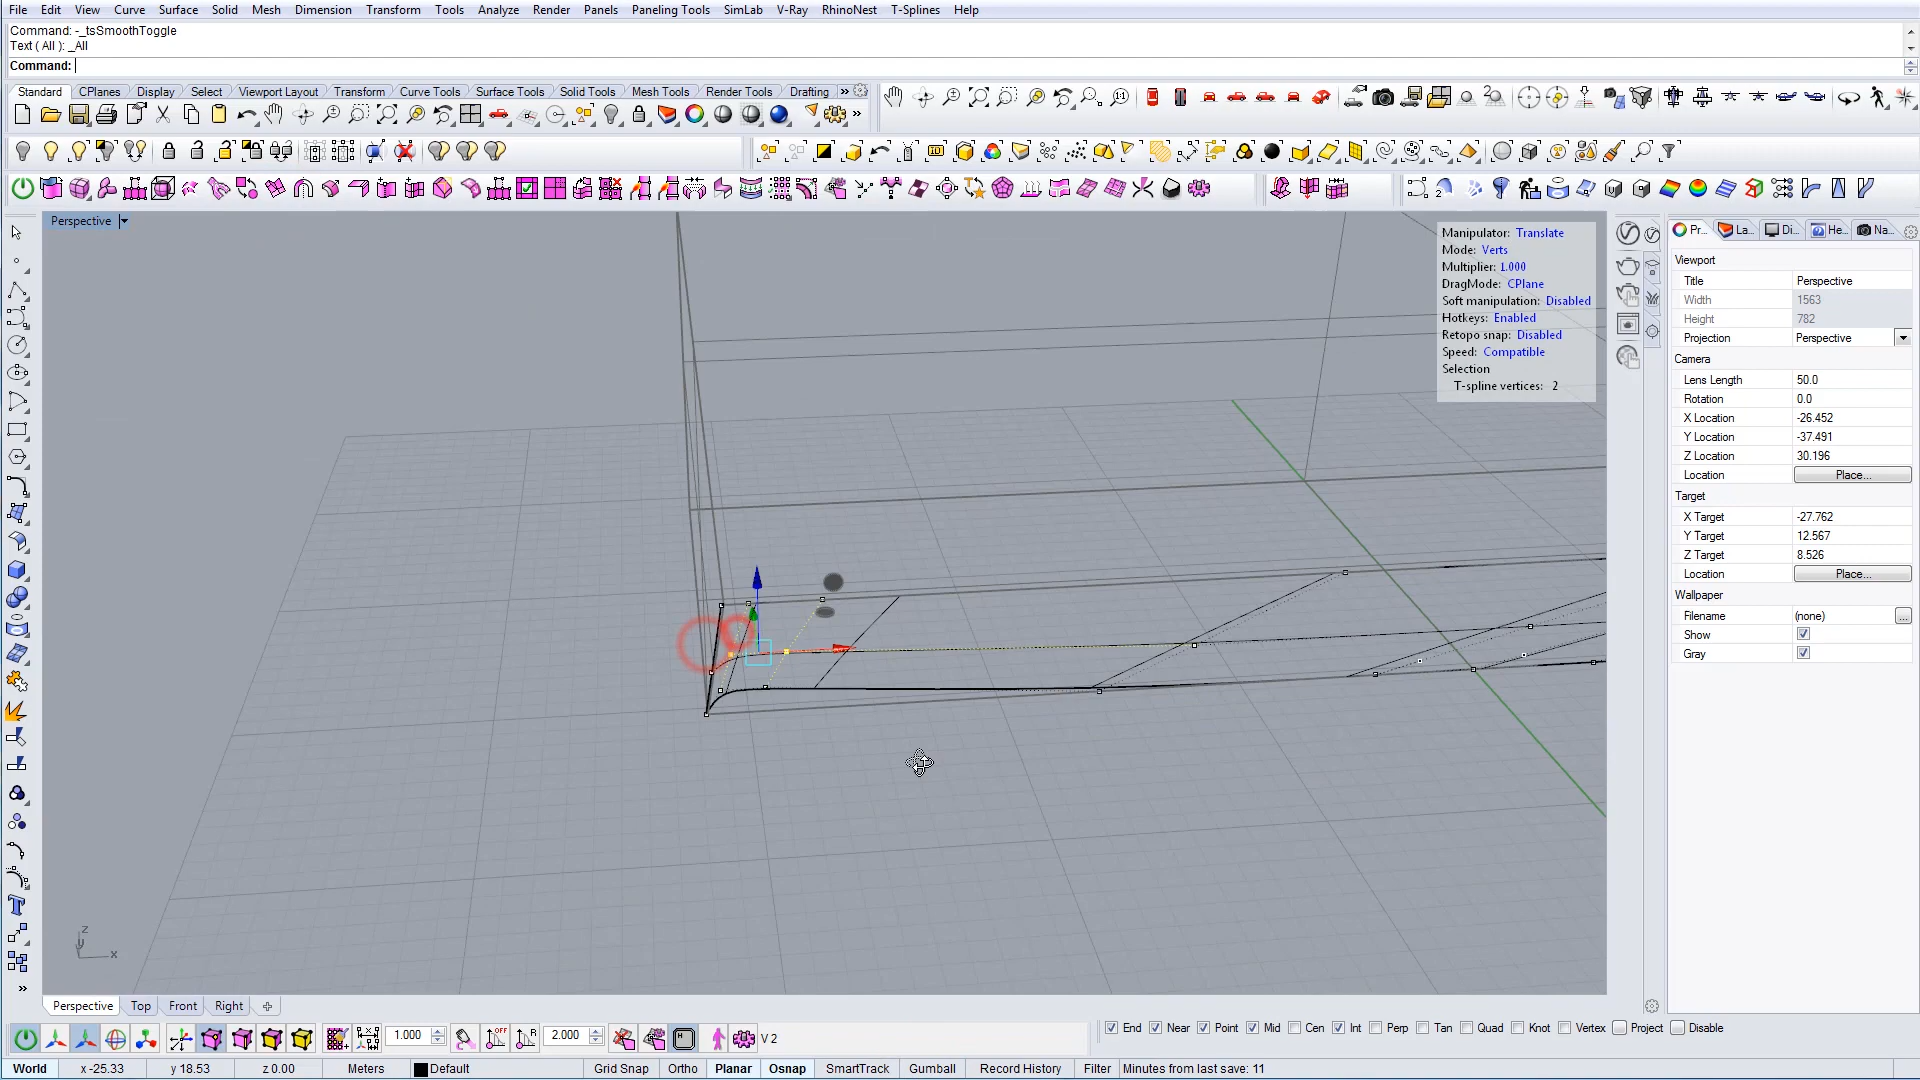 File Edit View Curve Surface Solid Mesh Dimension Transform Tools Analyze Render Panels Paneling Tools SimLab V-Ray RhinoNest T-Splines Help
Command: -_tsSmoothToggle
Text ( All ): _All
Command:
Standard CPlanes Display Select Viewport Layout Transform Curve Tools Surface Tools Solid Tools Mesh Tools Render Tools Drafting »
Perspective
Manipulator: Translate
Mode: Verts
Multiplier: 1.000
DragMode: CPlane
Soft manipulation: Disabled
Hotkeys: Enabled
Retopo snap: Disabled
Speed: Compatible
Selection
T-spline vertices: 2
Pr... La... Di... He... Na...
Viewport
Title Perspective
Width 1563
Height 782
Projection Perspective
Camera
Lens Length 50.0
Rotation 0.0
X Location -26.452
Y Location -37.491
Z Location 30.196
Location Place...
Target
X Target -27.762
Y Target 12.567
Z Target 8.526
Location Place...
Wallpaper
Filename (none) ...
Show
Gray
z
y
x
Perspective Top Front Right
1.000 2.000 V 2
End Near Point Mid Cen Int Perp Tan Quad Knot Vertex Project Disable
World x -25.33 y 18.53 z 0.00 Meters Default Grid Snap Ortho Planar Osnap SmartTrack Gumball Record History Filter Minutes from last save: 11